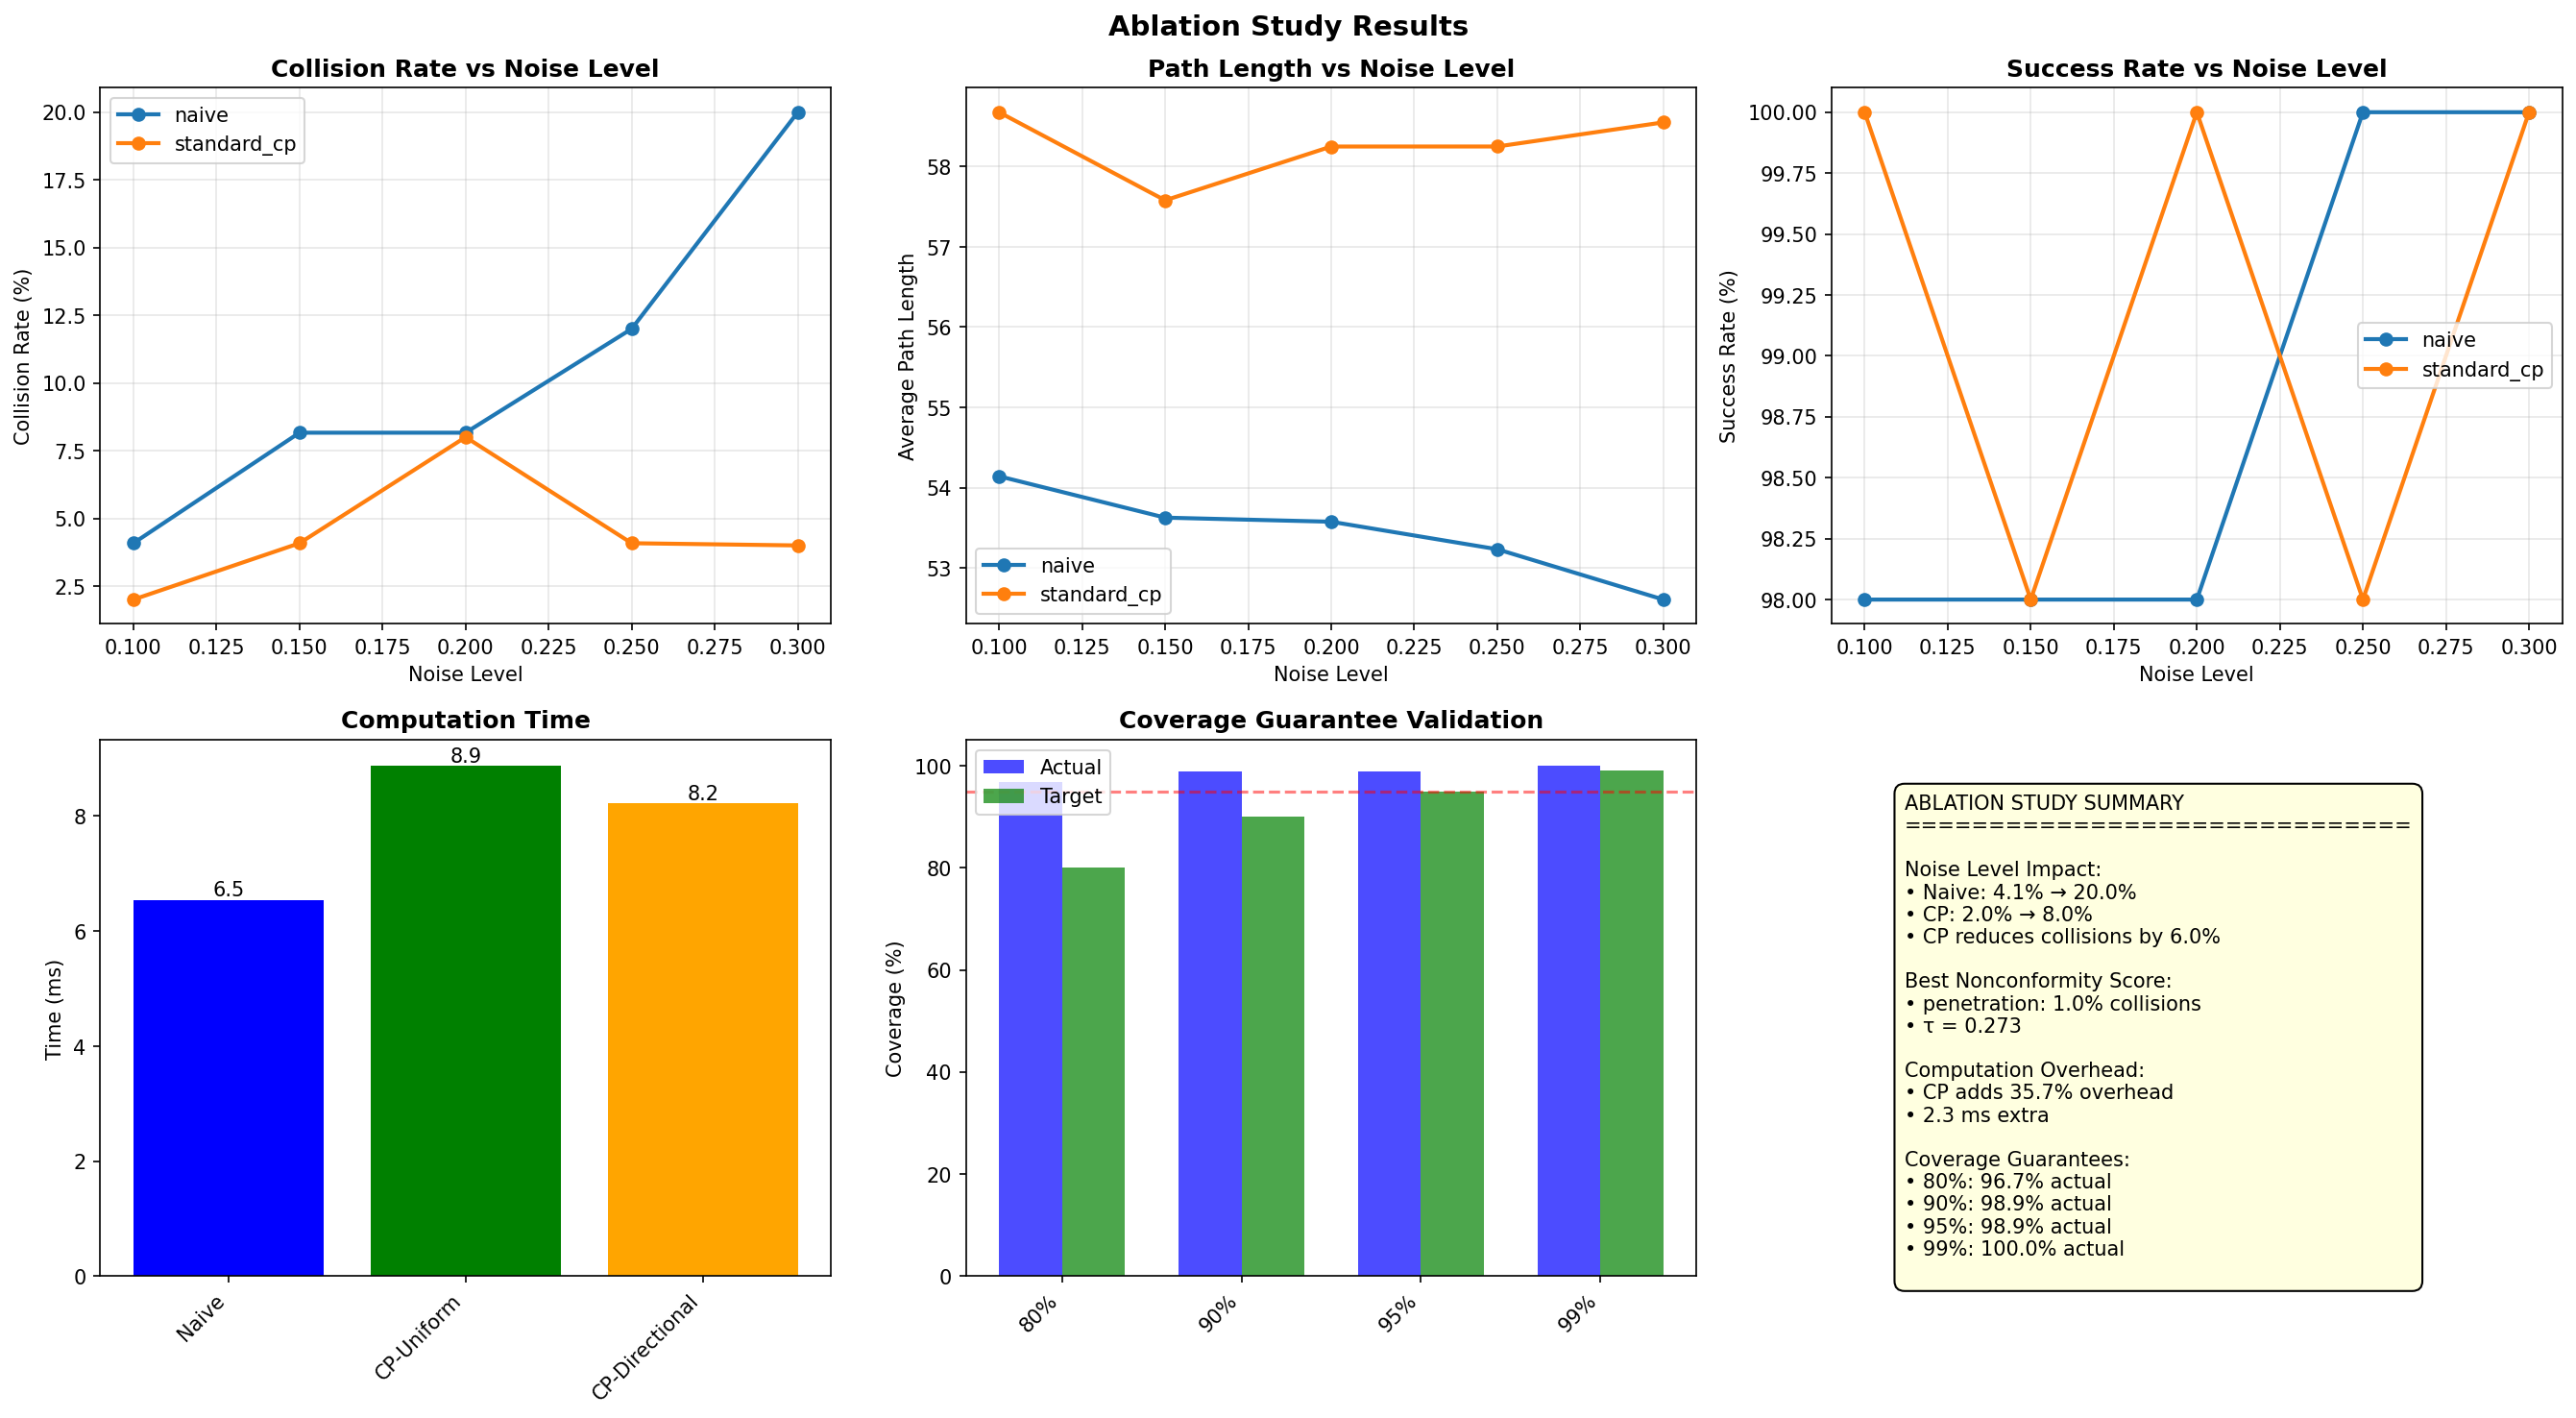 Ablation Study Results
Collision Rate vs Noise Level
20.0
17.5
15.0
12.5
10.0
7.5
5.0
2.5
Collision Rate (%)
naive
standard_cp
0.100 0.125 0.150 0.175 0.200 0.225 0.250 0.275 0.300
Noise Level
Path Length vs Noise Level
58
57
56
55
54
53
Average Path Length
naive
standard_cp
0.100 0.125 0.150 0.175 0.200 0.225 0.250 0.275 0.300
Noise Level
Success Rate vs Noise Level
100.00
99.75
99.50
99.25
99.00
98.75
98.50
98.25
98.00
Success Rate (%)
naive
standard_cp
0.100 0.125 0.150 0.175 0.200 0.225 0.250 0.275 0.300
Noise Level
Computation Time
8
6
4
2
0
Time (ms)
6.5
8.9
8.2
Naive
CP-Uniform
CP-Directional
Coverage Guarantee Validation
100
80
60
40
20
0
Coverage (%)
Actual
Target
80%
90%
95%
99%
ABLATION STUDY SUMMARY
==============================
Noise Level Impact:
• Naive: 4.1% → 20.0%
• CP: 2.0% → 8.0%
• CP reduces collisions by 6.0%
Best Nonconformity Score:
• penetration: 1.0% collisions
• τ = 0.273
Computation Overhead:
• CP adds 35.7% overhead
• 2.3 ms extra
Coverage Guarantees:
• 80%: 96.7% actual
• 90%: 98.9% actual
• 95%: 98.9% actual
• 99%: 100.0% actual